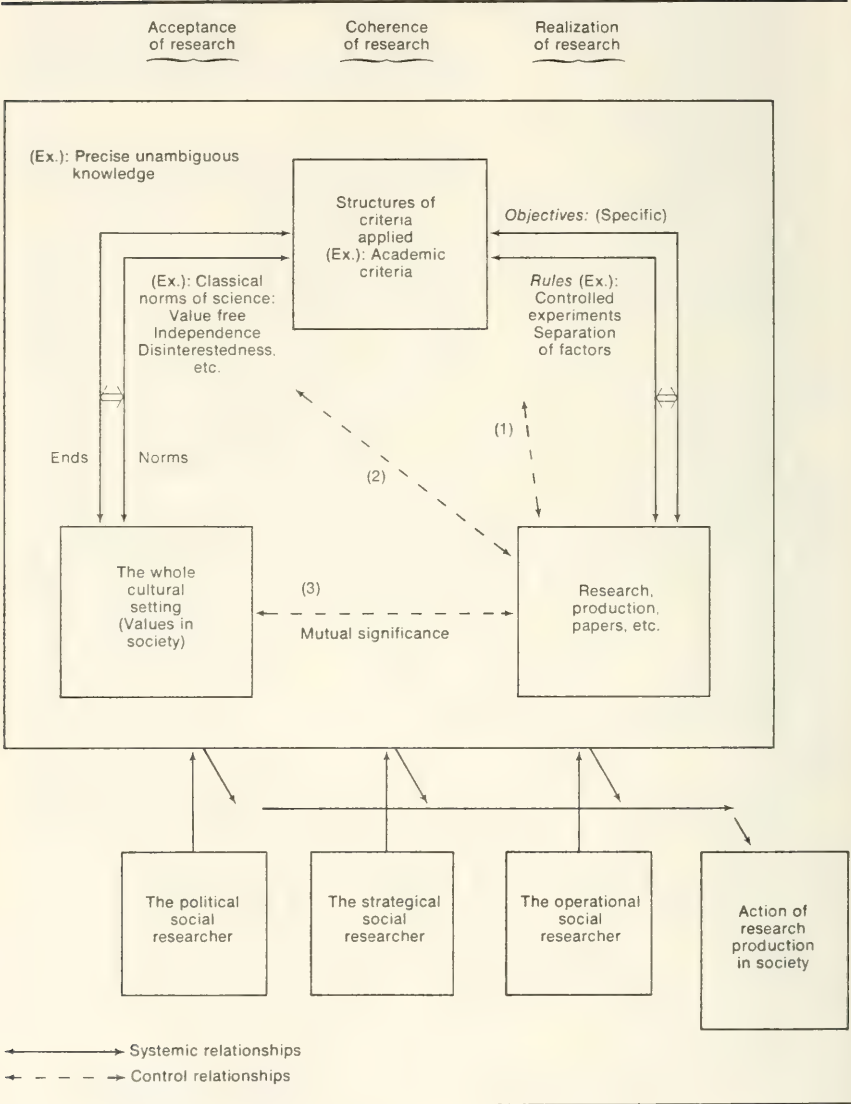 Acceptance
of research
Coherence
of research
Realization
of research
(Ex.): Precise unambiguous
knowledge
Structures of
criteria
applied
(Ex.): Academic
criteria
Objectives: (Specific)
(Ex.): Classical
norms of science:
Value free
Independence
Disinterestedness,
etc.
Rules (Ex.):
Controlled
experiments
Separation
of factors
Ends
Norms
(1)
(2)
The whole
cultural
setting
(Values in
society)
(3)
Mutual significance
Research,
production,
papers, etc.
The political
social
researcher
The strategical
social
researcher
The operational
social
researcher
Action of
research
production
in society
Systemic relationships
Control relationships